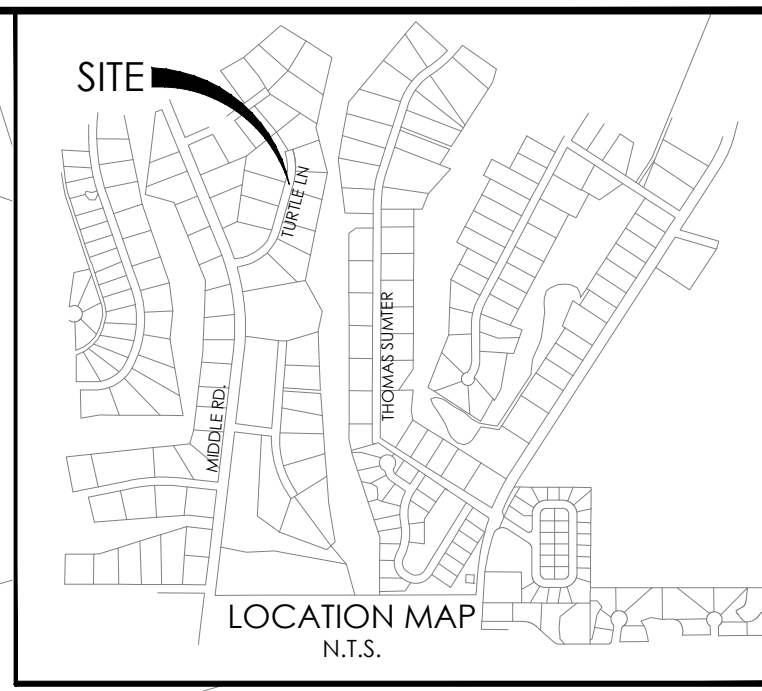 SITE
TURTLE LN
THOMAS SUMTER
MIDDLE RD.
LOCATION MAP
N.T.S.